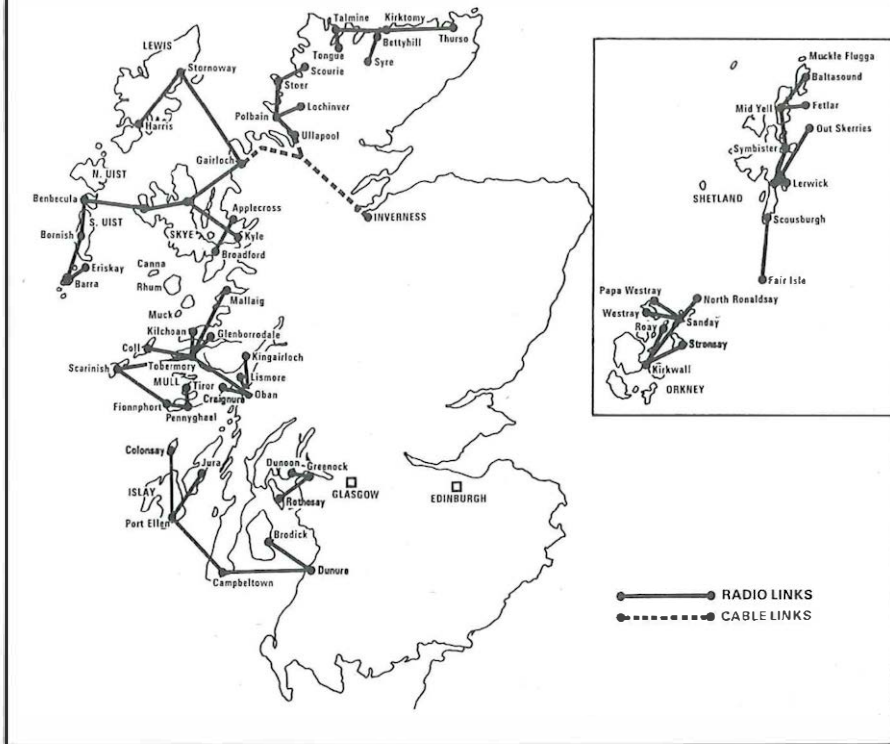 Talmine
Kirktomy
Bettyhill
Thurso
Tongue
Syre
Scourie
Stoer
Lochinver
Polbain
Ullapool
LEWIS
Stornoway
Harris
Gairloch
N. UIST
Benbecula
S. UIST
Bornish
Eriskay
Barra
Applecross
SKYE
Kyle
Broadford
INVERNESS
Canna
Rhum
Mallaig
Muck
Kilchoan
Glenborrodale
Coll
Kingairloch
Scarinish
Tobermory
Lismore
MULL
Tiror
Craignure
Oban
Fionnphort
Pennyghael
Colonsay
Jura
Dunoon
Greenock
ISLAY
Rothesay
GLASGOW
EDINBURGH
Port Ellen
Brodick
Campbeltown
Dunure
Muckle Flugga
Baltasound
Mid Yell
Fetlar
Out Skerries
Symbister
Lerwick
SHETLAND
Scousburgh
Fair Isle
Papa Westray
North Ronaldsay
Westray
Sanday
Roay
Stronsay
Kirkwall
ORKNEY
RADIO LINKS
CABLE LINKS